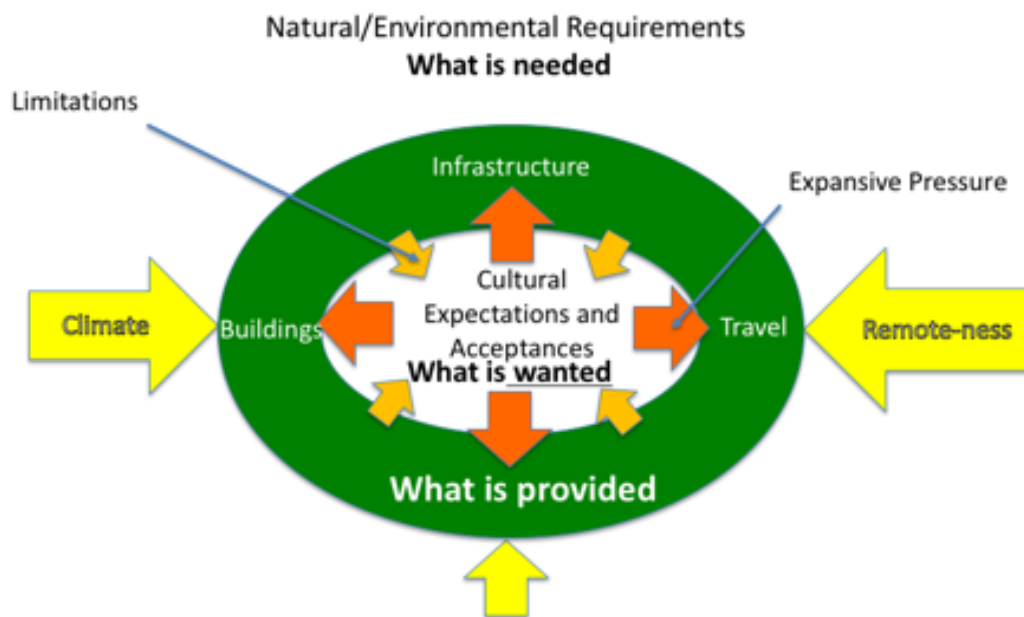 Natural/Environmental Requirements
What is needed
Limitations
Infrastructure
Expansive Pressure
Cultural
Expectations and
Acceptances
What is wanted
Climate
Buildings
Travel
Remote-ness
What is provided